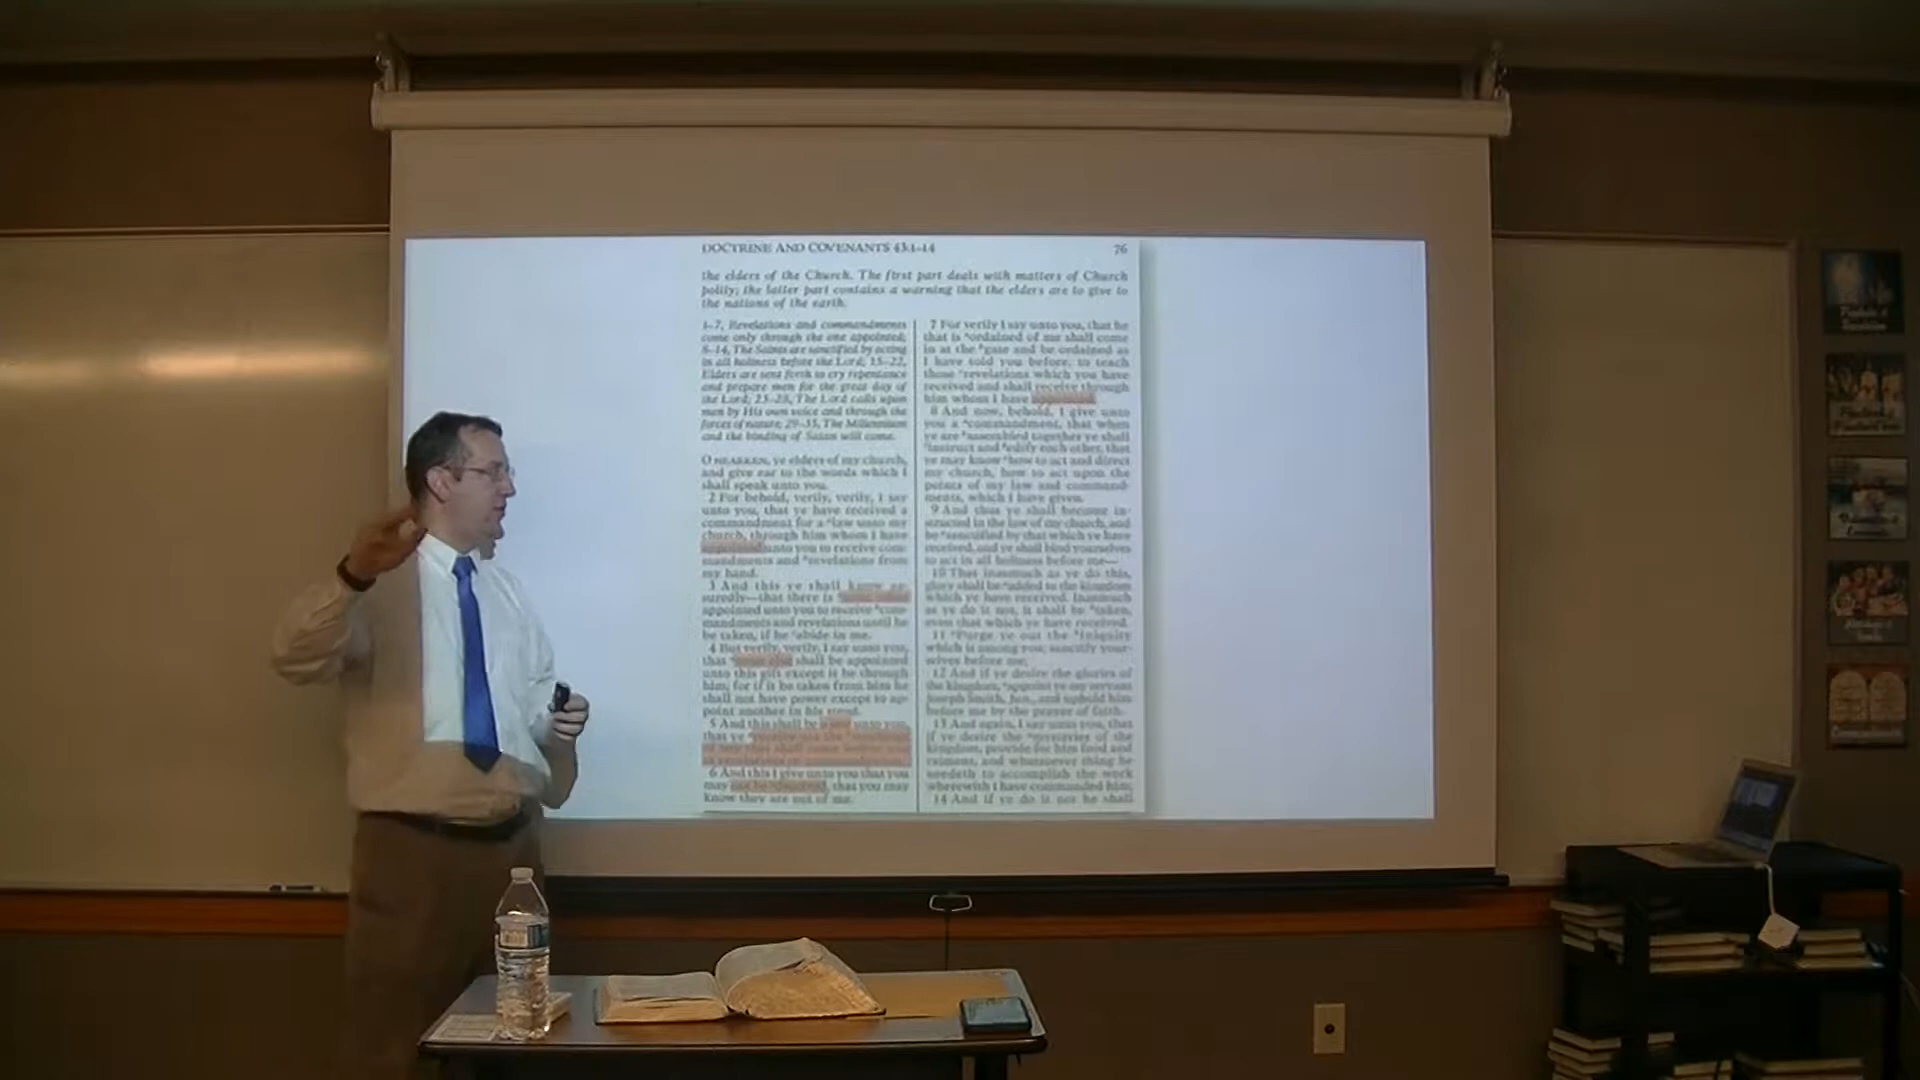 DOCTRINE AND COVENANTS 43:1–14 76
the elders of the Church. The first part deals with matters of Church
polity; the latter part contains a warning that the elders are to give to
the nations of the earth.
1–7, Revelations and commandments
come only through the one appointed;
8–14, The Saints are sanctified by acting
in all holiness before the Lord; 15–22,
Elders are sent forth to cry repentance
and prepare men for the great day of
the Lord; 23–28, The Lord calls upon
men by His own voice and through the
forces of nature; 29–35, The Millennium
and the binding of Satan will come.
O HEARKEN, ye elders of my church,
and give ear to the words which I
shall speak unto you.
2 For behold, verily, verily, I say
unto you, that ye have received a
commandment for a law unto my
church, through him whom I have
appointed unto you to receive com-
mandments and revelations from
my hand.
3 And this ye shall know as-
suredly—that there is
appointed unto you to receive com-
mandments and revelations until he
be taken, if he abide in me.
4 But verily, verily, I say unto you,
that none else shall be appointed
unto this gift except it be through
him; for if it be taken from him he
shall not have power except to ap-
point another in his stead.
5 And this shall be a law unto you,
that ye receive not the
6 And this I give unto you that you
may not be deceived, that you may
know they are not of me.
7 For verily I say unto you, that he
that is ordained of me shall come
in at the gate and be ordained as
I have told you before, to teach
those revelations which you have
received and shall receive through
him whom I have appointed.
8 And now, behold, I give unto
you a commandment, that when
ye are assembled together ye shall
instruct and edify each other, that
ye may know how to act and direct
my church, how to act upon the
points of my law and command-
ments, which I have given.
9 And thus ye shall become in-
structed in the law of my church, and
be sanctified by that which ye have
received, and ye shall bind yourselves
to act in all holiness before me—
10 That inasmuch as ye do this,
glory shall be added to the kingdom
which ye have received. Inasmuch
as ye do it not, it shall be taken,
even that which ye have received.
11 Purge ye out the iniquity
which is among you; sanctify your-
selves before me;
12 And if ye desire the glories of
the kingdom, appoint ye my servant
Joseph Smith, Jun., and uphold him
before me by the prayer of faith.
13 And again, I say unto you, that
if ye desire the mysteries of the
kingdom, provide for him food and
raiment, and whatsoever thing he
needeth to accomplish the work
wherewith I have commanded him;
14 And if ye do it not he shall